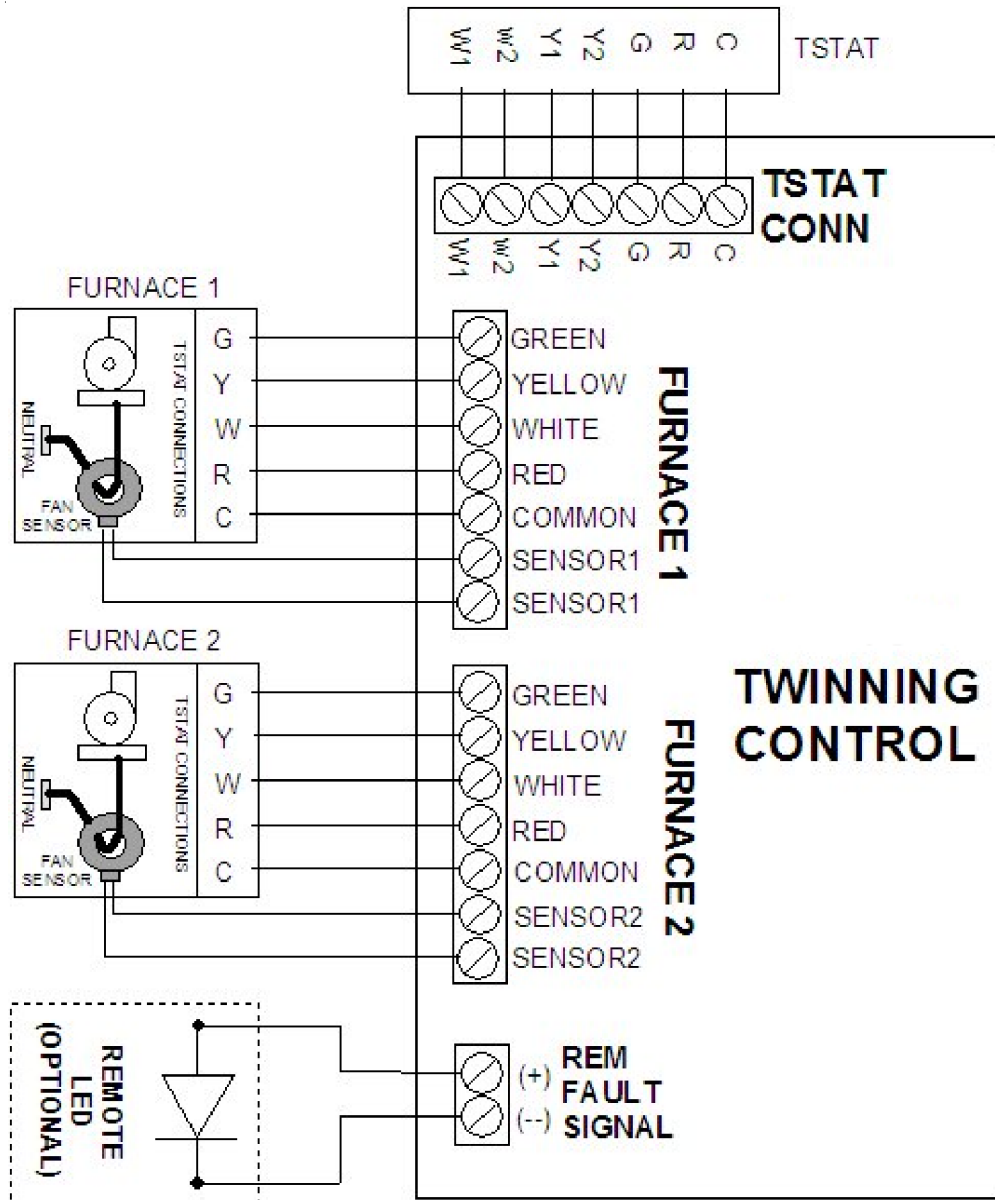 W1 W2 Y1 Y2 G R C
TSTAT
TSTAT
CONN
W1 W2 Y1 Y2 G R C
FURNACE 1
G
Y
W
R
C
TSTAT CONNECTIONS
NEUTRAL
FAN
SENSOR
GREEN
YELLOW
WHITE
RED
COMMON
SENSOR1
SENSOR1
FURNACE 1
FURNACE 2
G
Y
W
R
C
TSTAT CONNECTIONS
NEUTRAL
FAN
SENSOR
GREEN
YELLOW
WHITE
RED
COMMON
SENSOR2
SENSOR2
FURNACE 2
TWINNING
CONTROL
REMOTE
LED
(OPTIONAL)
(+)
(--)
REM
FAULT
SIGNAL